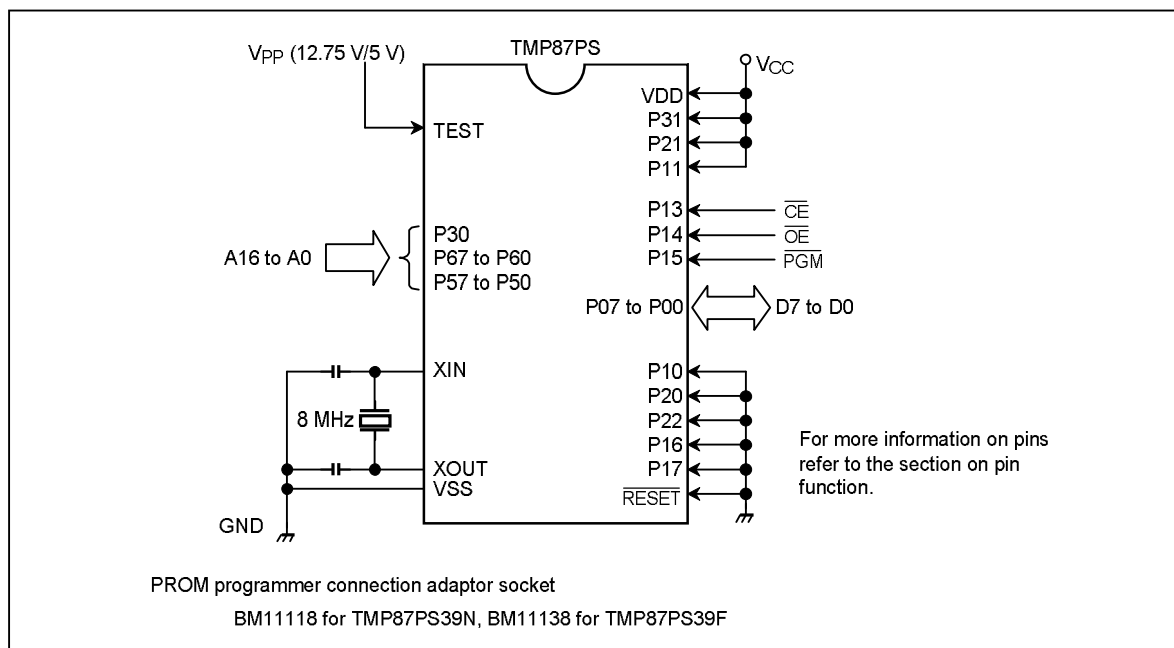 TMP87PS
VPP (12.75 V/5 V)
VCC
VDD
P31
TEST
P21
P11
P13
CE
P30
P14
OE
A16 to A0
P67 to P60
P15
PGM
P57 to P50
P07 to P00
D7 to D0
XIN
P10
P20
8 MHz
P22
P16
For more information on pins
refer to the section on pin
function.
XOUT
P17
VSS
RESET
GND
PROM programmer connection adaptor socket
BM11118 for TMP87PS39N, BM11138 for TMP87PS39F